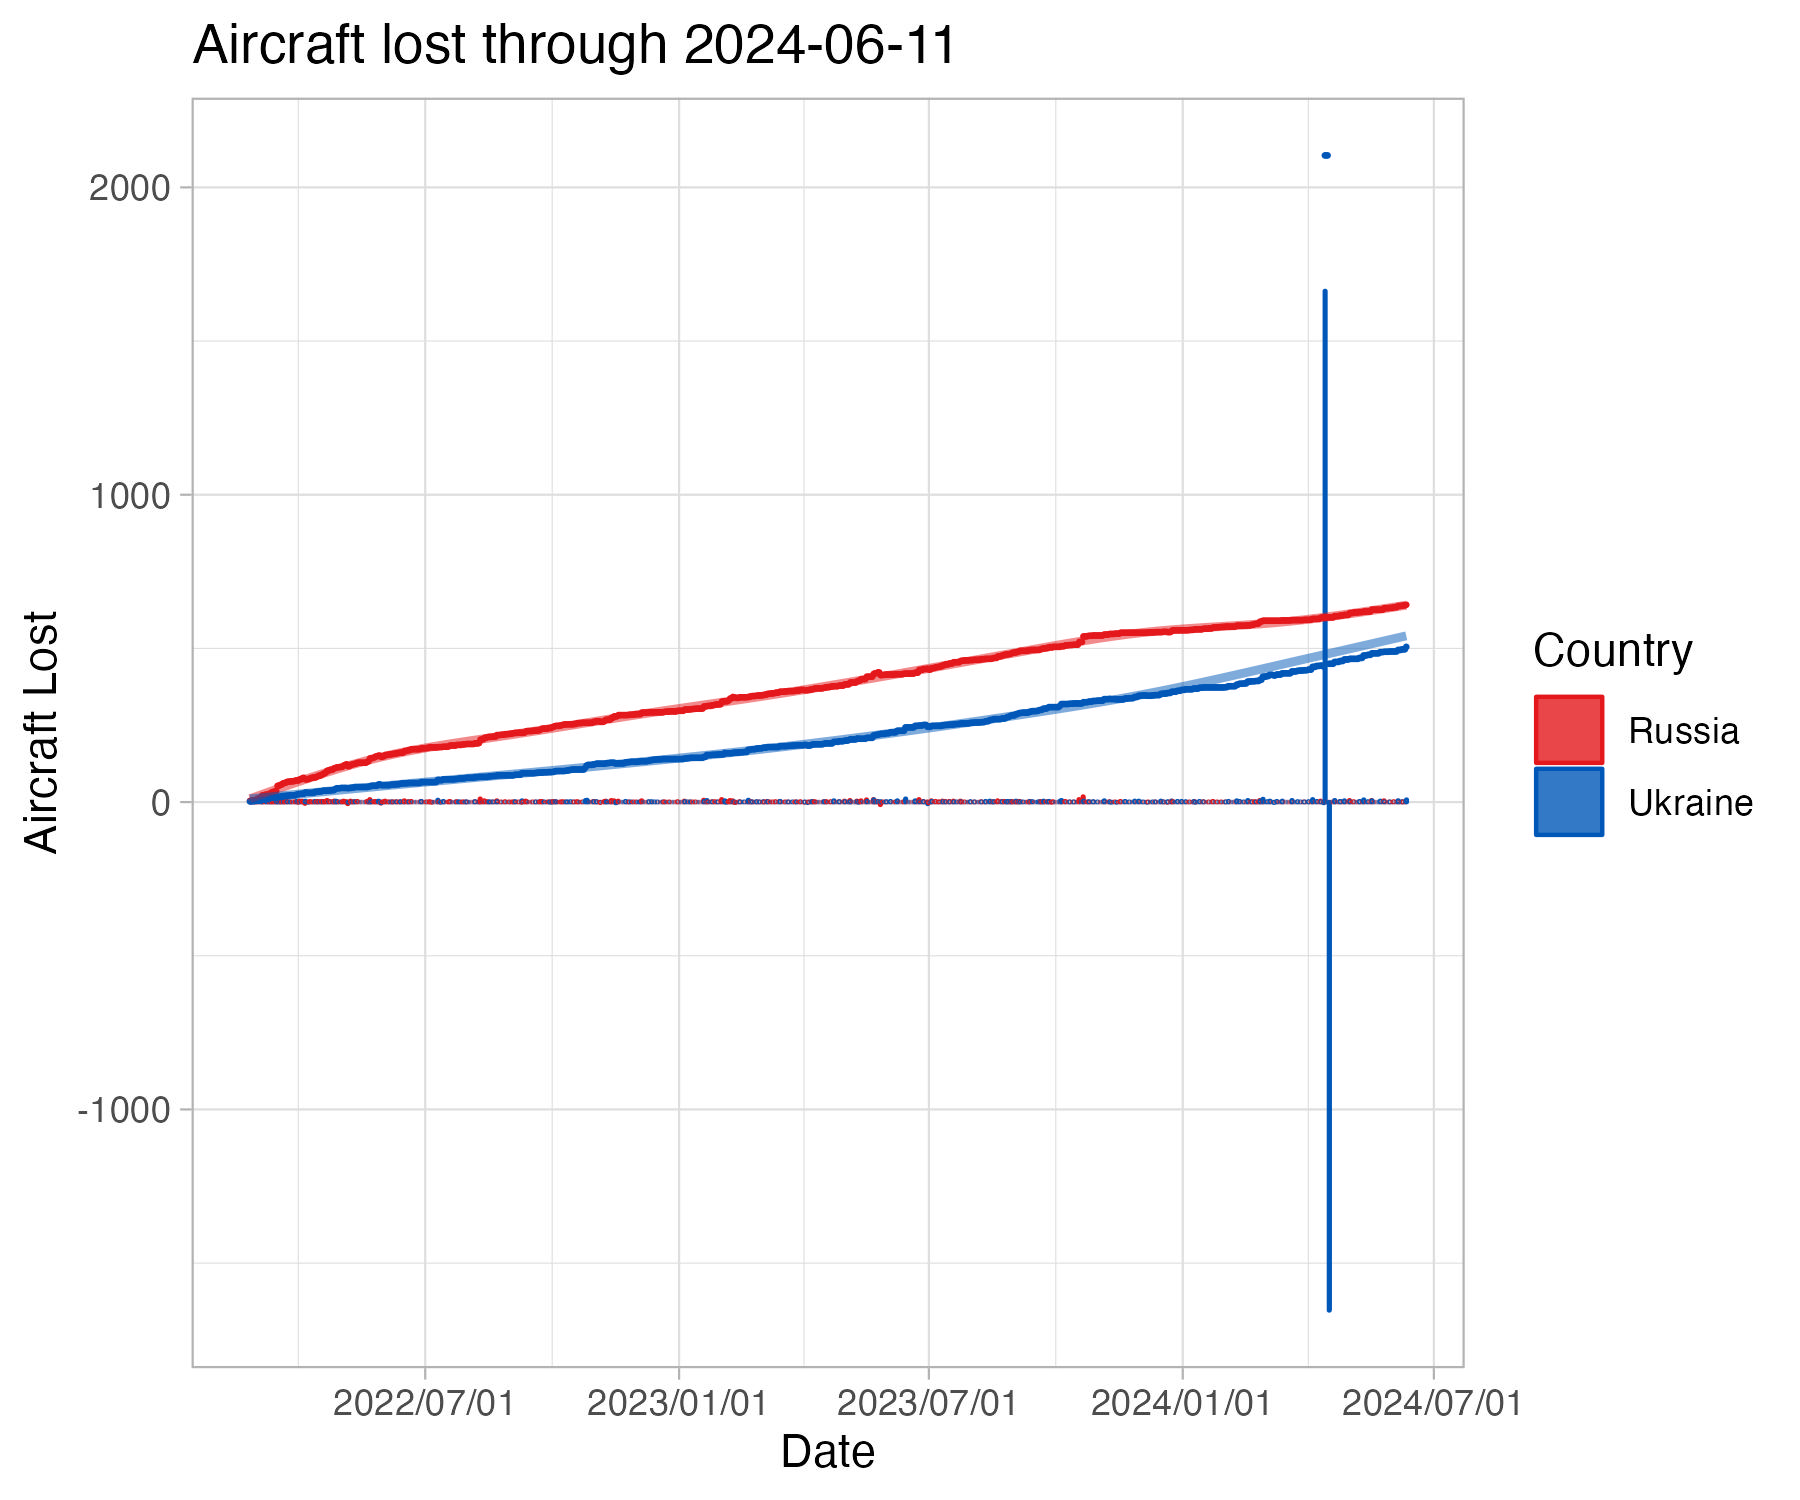 Aircraft lost through 2024-06-11
2000
1000
0
-1000
Aircraft Lost
2022/07/01
2023/01/01
2023/07/01
2024/01/01
2024/07/01
Date
Country
Russia
Ukraine